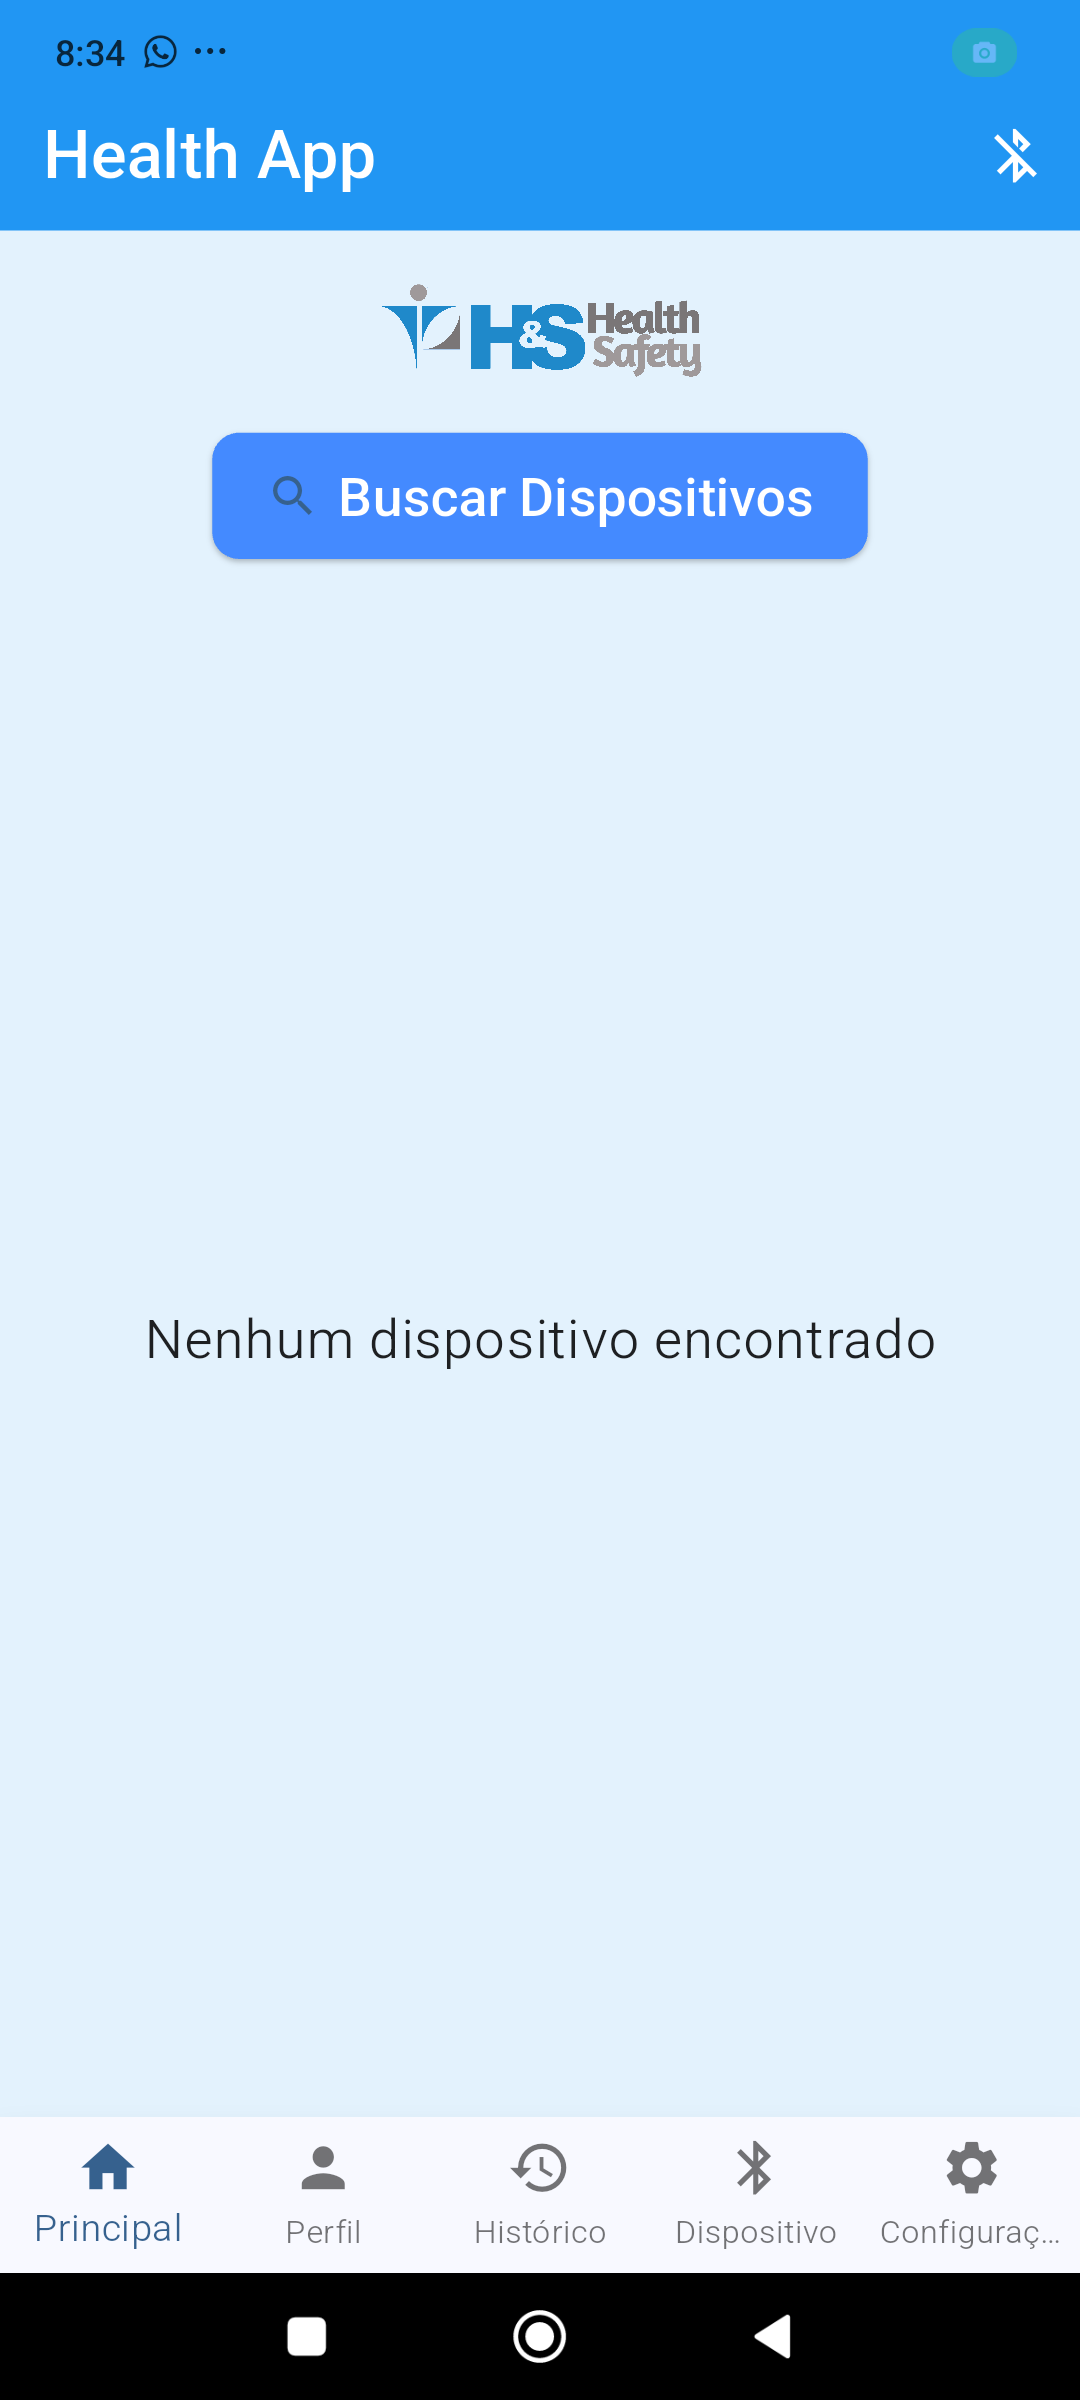 8:34
Health App
H&S Health
Safety
Buscar Dispositivos
Nenhum dispositivo encontrado
Principal
Perfil
Histórico
Dispositivo
Configuraç...